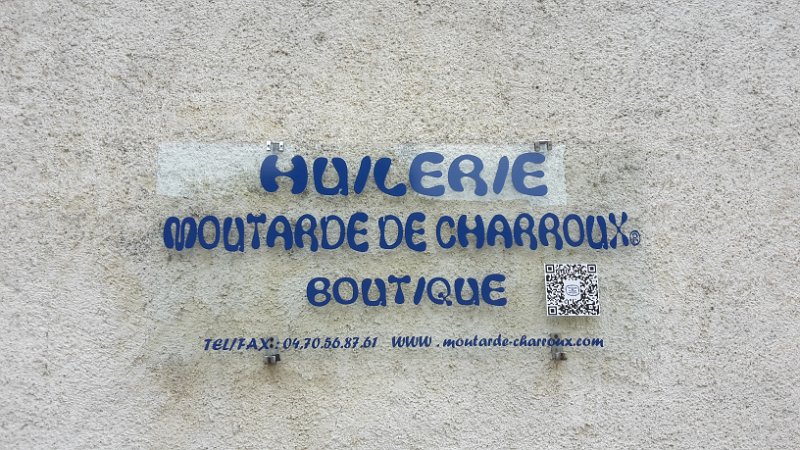 HUILERIE
MOUTARDE DE CHARROUX®
BOUTIQUE
TEL/FAX : 04.70.56.87.61 WWW . moutarde-charroux.com